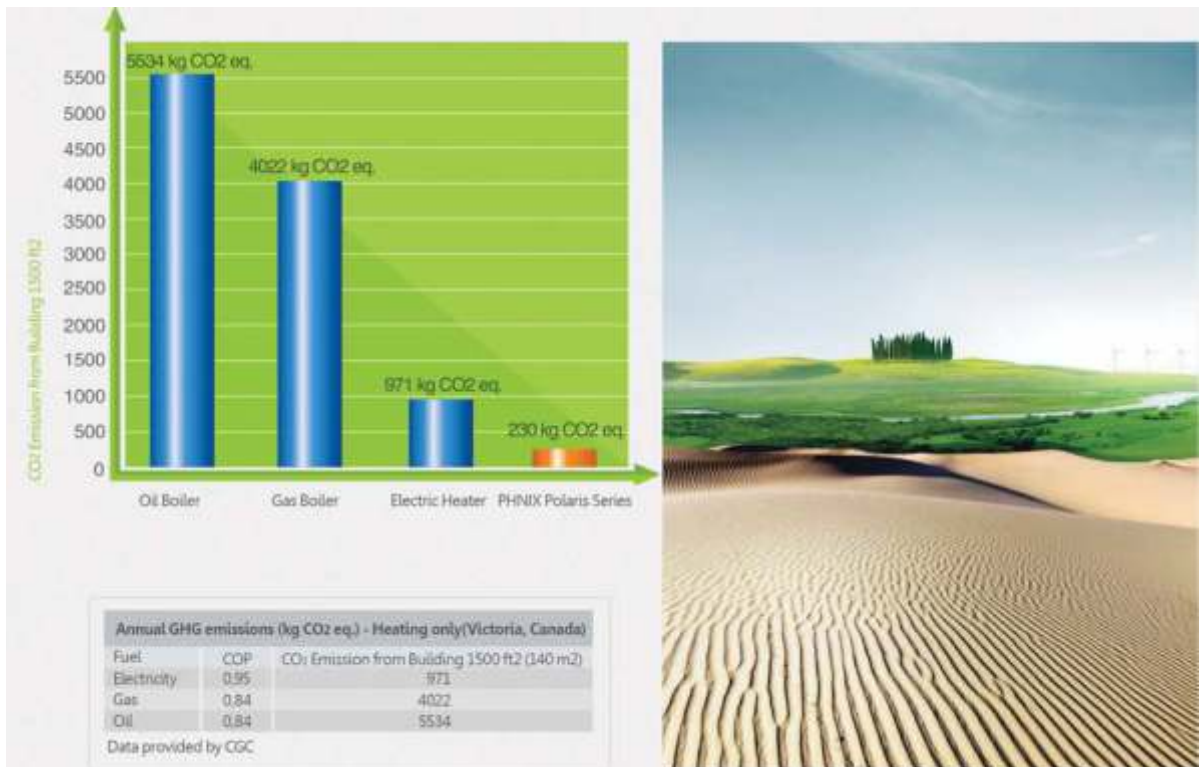 5534 kg CO2 eq.
5500
5000
4500
4022 kg CO2 eq.
4000
3500
3000
2500
2000
1500
971 kg CO2 eq.
1000
230 kg CO2 eq.
500
0
CO2 Emission from Building 1500 ft2
Oil Boiler Gas Boiler Electric Heater PHNIX Polaris Series
Annual GHG emissions (kg CO2 eq.) - Heating only(Victoria, Canada)
Fuel COP CO2 Emission from Building 1500 ft2 (140 m2)
Electricity 0.95 971
Gas 0.84 4022
Oil 0.84 5534
Data provided by CGC